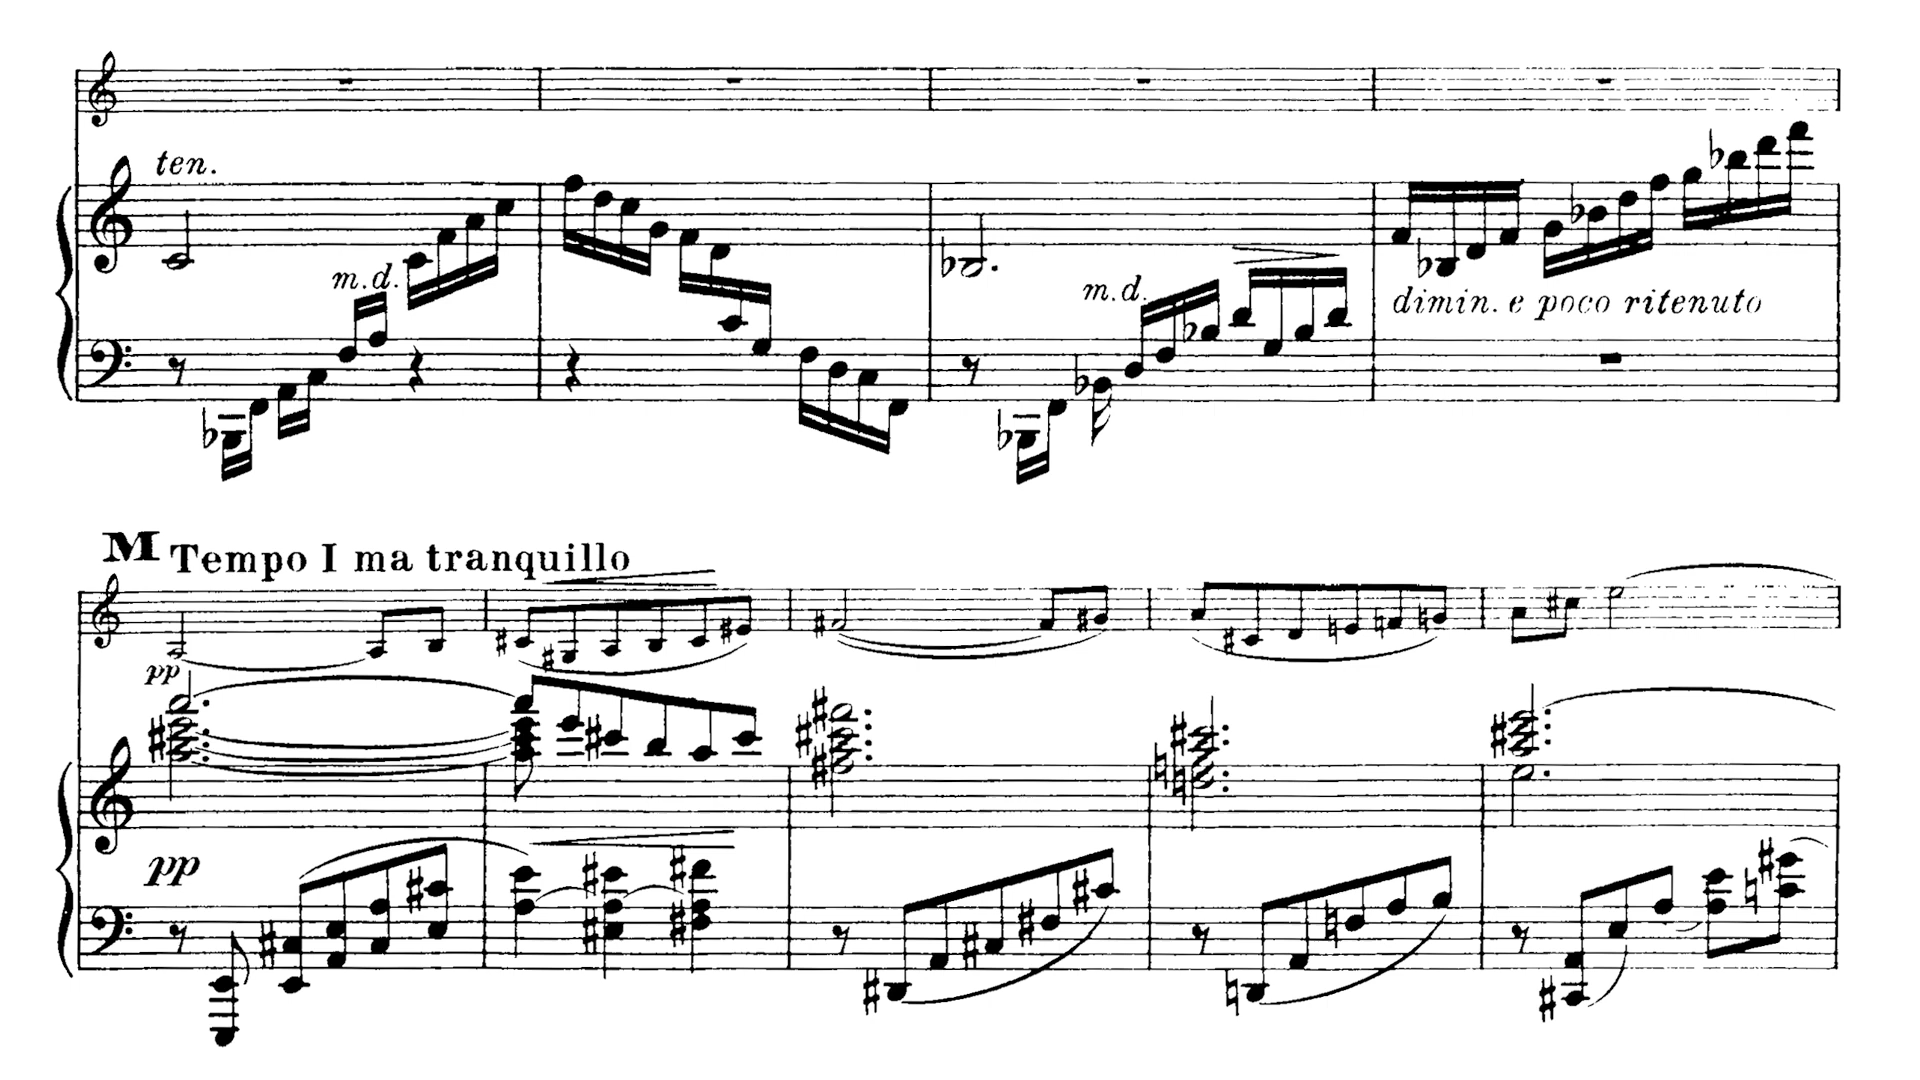 ten.
m.d.
m.d.
dimin. e poco ritenuto
M Tempo I ma tranquillo
pp
pp